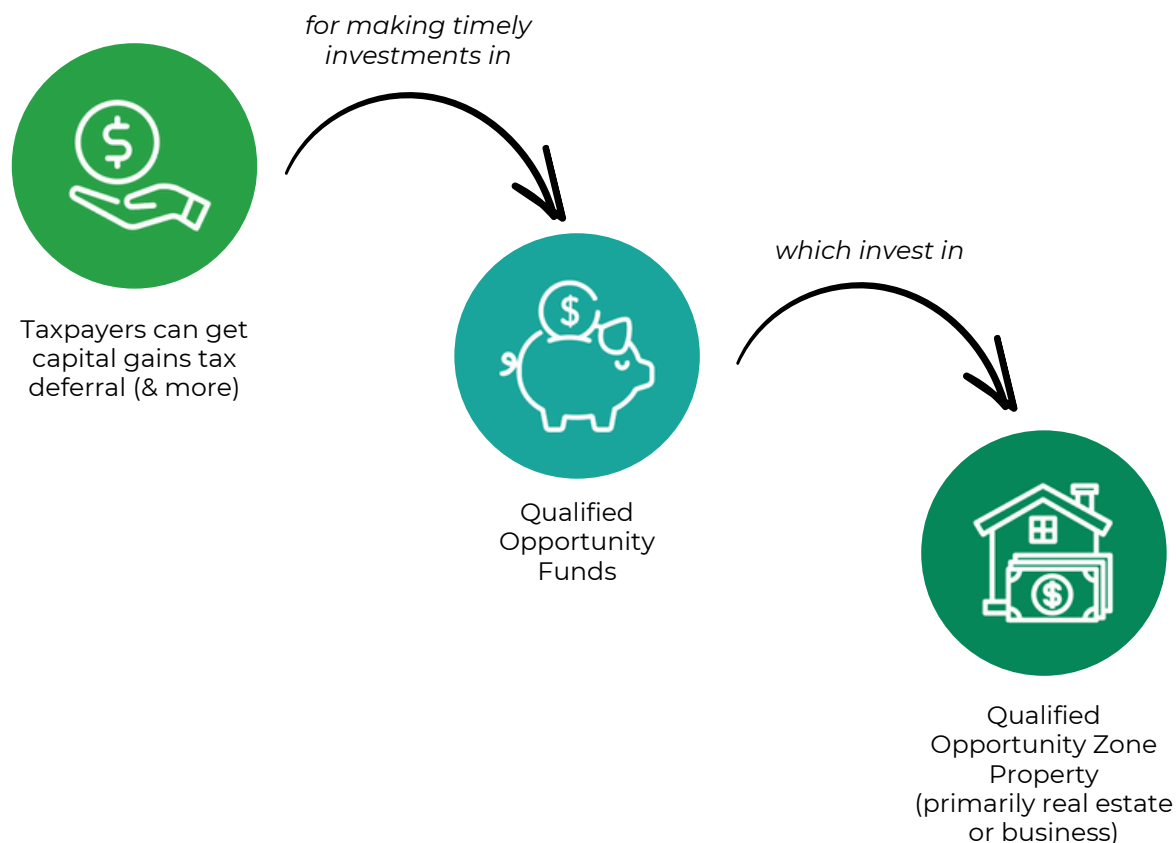 for making timely
investments in
Taxpayers can get
capital gains tax
deferral (& more)
which invest in
Qualified
Opportunity
Funds
Qualified
Opportunity Zone
Property
(primarily real estate
or business)
$
$
$